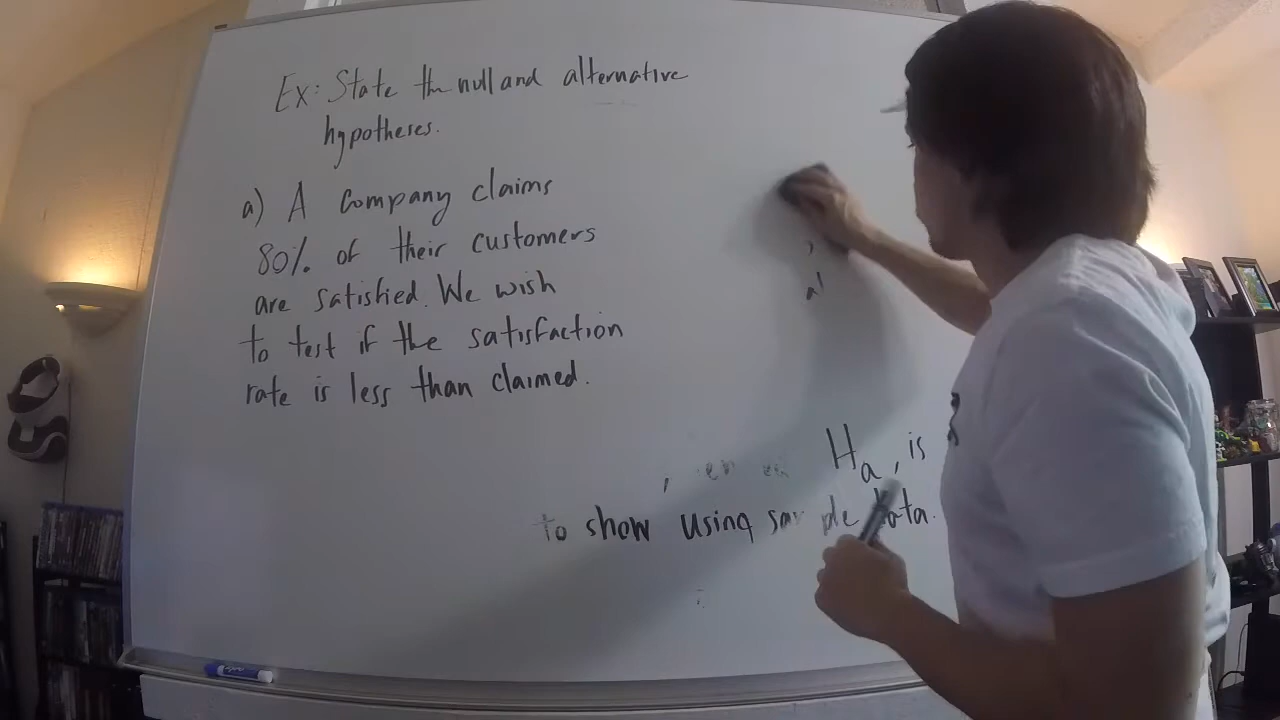 Ex: State the null and alternative
hypotheses.
a) A company claims
80% of their customers
are satisfied. We wish
to test if the satisfaction
rate is less than claimed.
Ha, is
to show using data.